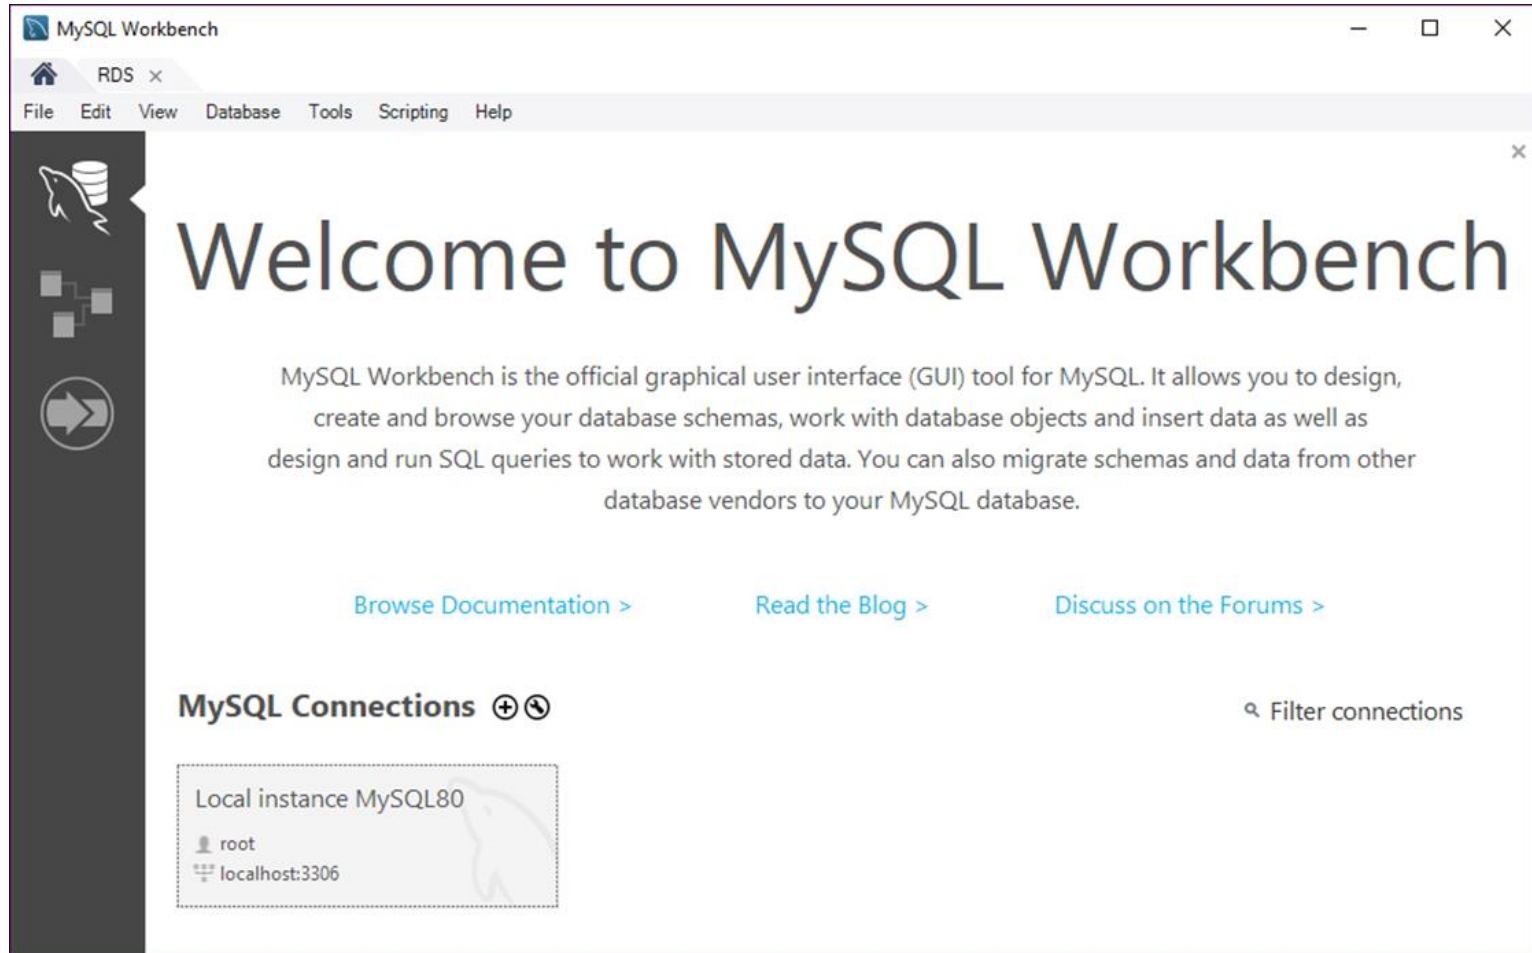 MySQL Workbench
RDS ×
File Edit View Database Tools Scripting Help
Welcome to MySQL Workbench
MySQL Workbench is the official graphical user interface (GUI) tool for MySQL. It allows you to design,
create and browse your database schemas, work with database objects and insert data as well as
design and run SQL queries to work with stored data. You can also migrate schemas and data from other
database vendors to your MySQL database.
Browse Documentation > Read the Blog > Discuss on the Forums >
MySQL Connections Filter connections
Local instance MySQL80
root
localhost:3306